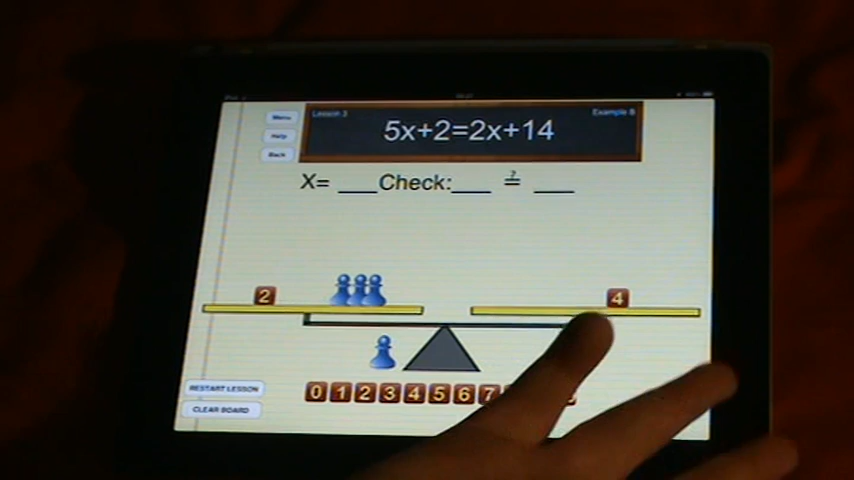 Menu
Help
Back
Lesson 3
Example B
5x+2=2x+14
X= ___Check:___ ≟ ___
2
4
0 1 2 3 4 5 6 7
RESTART LESSON
CLEAR BOARD